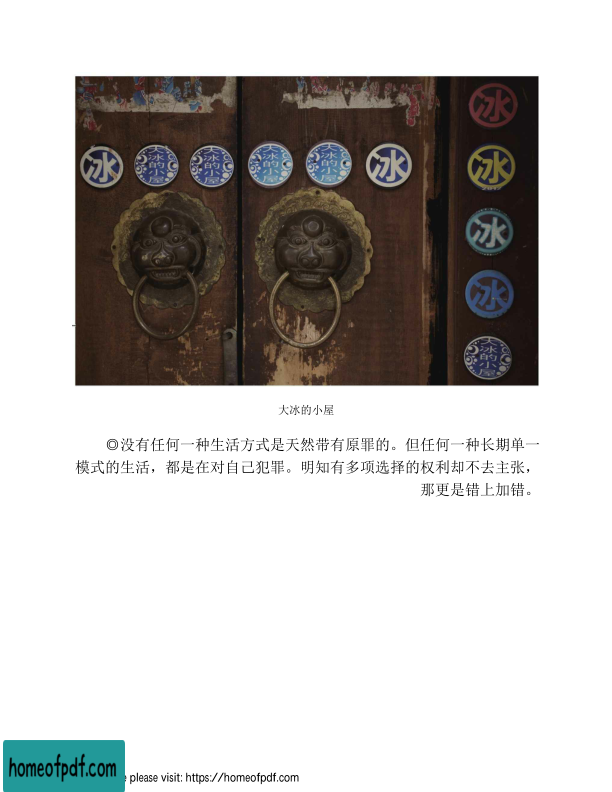 冰
大冰的小屋
大冰的小屋
大冰的小屋
大冰的小屋
冰
冰
冰
冰
冰
大冰的小屋
大冰的小屋
◎没有任何一种生活方式是天然带有原罪的。但任何一种长期单一
模式的生活，都是在对自己犯罪。明知有多项选择的权利却不去主张，
那更是错上加错。
homeofpdf.com
e please visit: https://homeofpdf.com